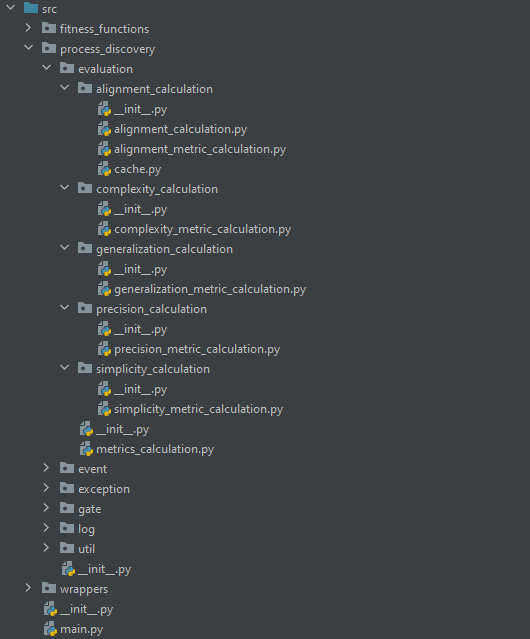 src
fitness_functions
process_discovery
evaluation
alignment_calculation
__init__.py
alignment_calculation.py
alignment_metric_calculation.py
cache.py
complexity_calculation
__init__.py
complexity_metric_calculation.py
generalization_calculation
__init__.py
generalization_metric_calculation.py
precision_calculation
__init__.py
precision_metric_calculation.py
simplicity_calculation
__init__.py
simplicity_metric_calculation.py
__init__.py
metrics_calculation.py
event
exception
gate
log
util
__init__.py
wrappers
__init__.py
main.py